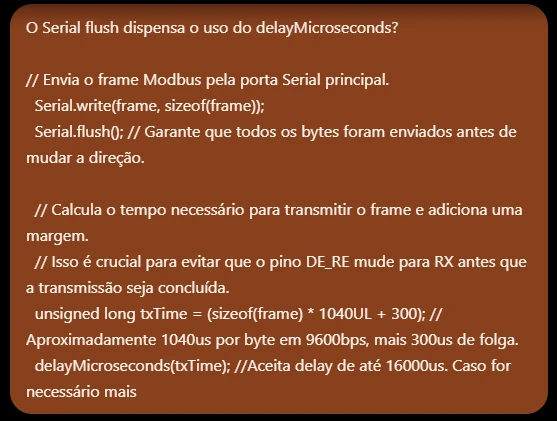 O Serial flush dispensa o uso do delayMicroseconds?
// Envia o frame Modbus pela porta Serial principal.
Serial.write(frame, sizeof(frame));
Serial.flush(); // Garante que todos os bytes foram enviados antes de
mudar a direção.
// Calcula o tempo necessário para transmitir o frame e adiciona uma
margem.
// Isso é crucial para evitar que o pino DE_RE mude para RX antes que
a transmissão seja concluída.
unsigned long txTime = (sizeof(frame) * 1040UL + 300); //
Aproximadamente 1040us por byte em 9600bps, mais 300us de folga.
delayMicroseconds(txTime); //Aceita delay de até 16000us. Caso for
necessário mais